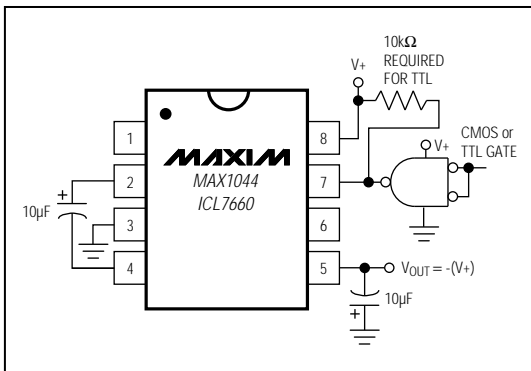 10kΩ
REQUIRED
FOR TTL
V+
CMOS or
TTL GATE
V+
1
8
MAXIM
2
MAX1044
7
ICL7660
10µF
+
3
6
4
5
VOUT = -(V+)
10µF
+